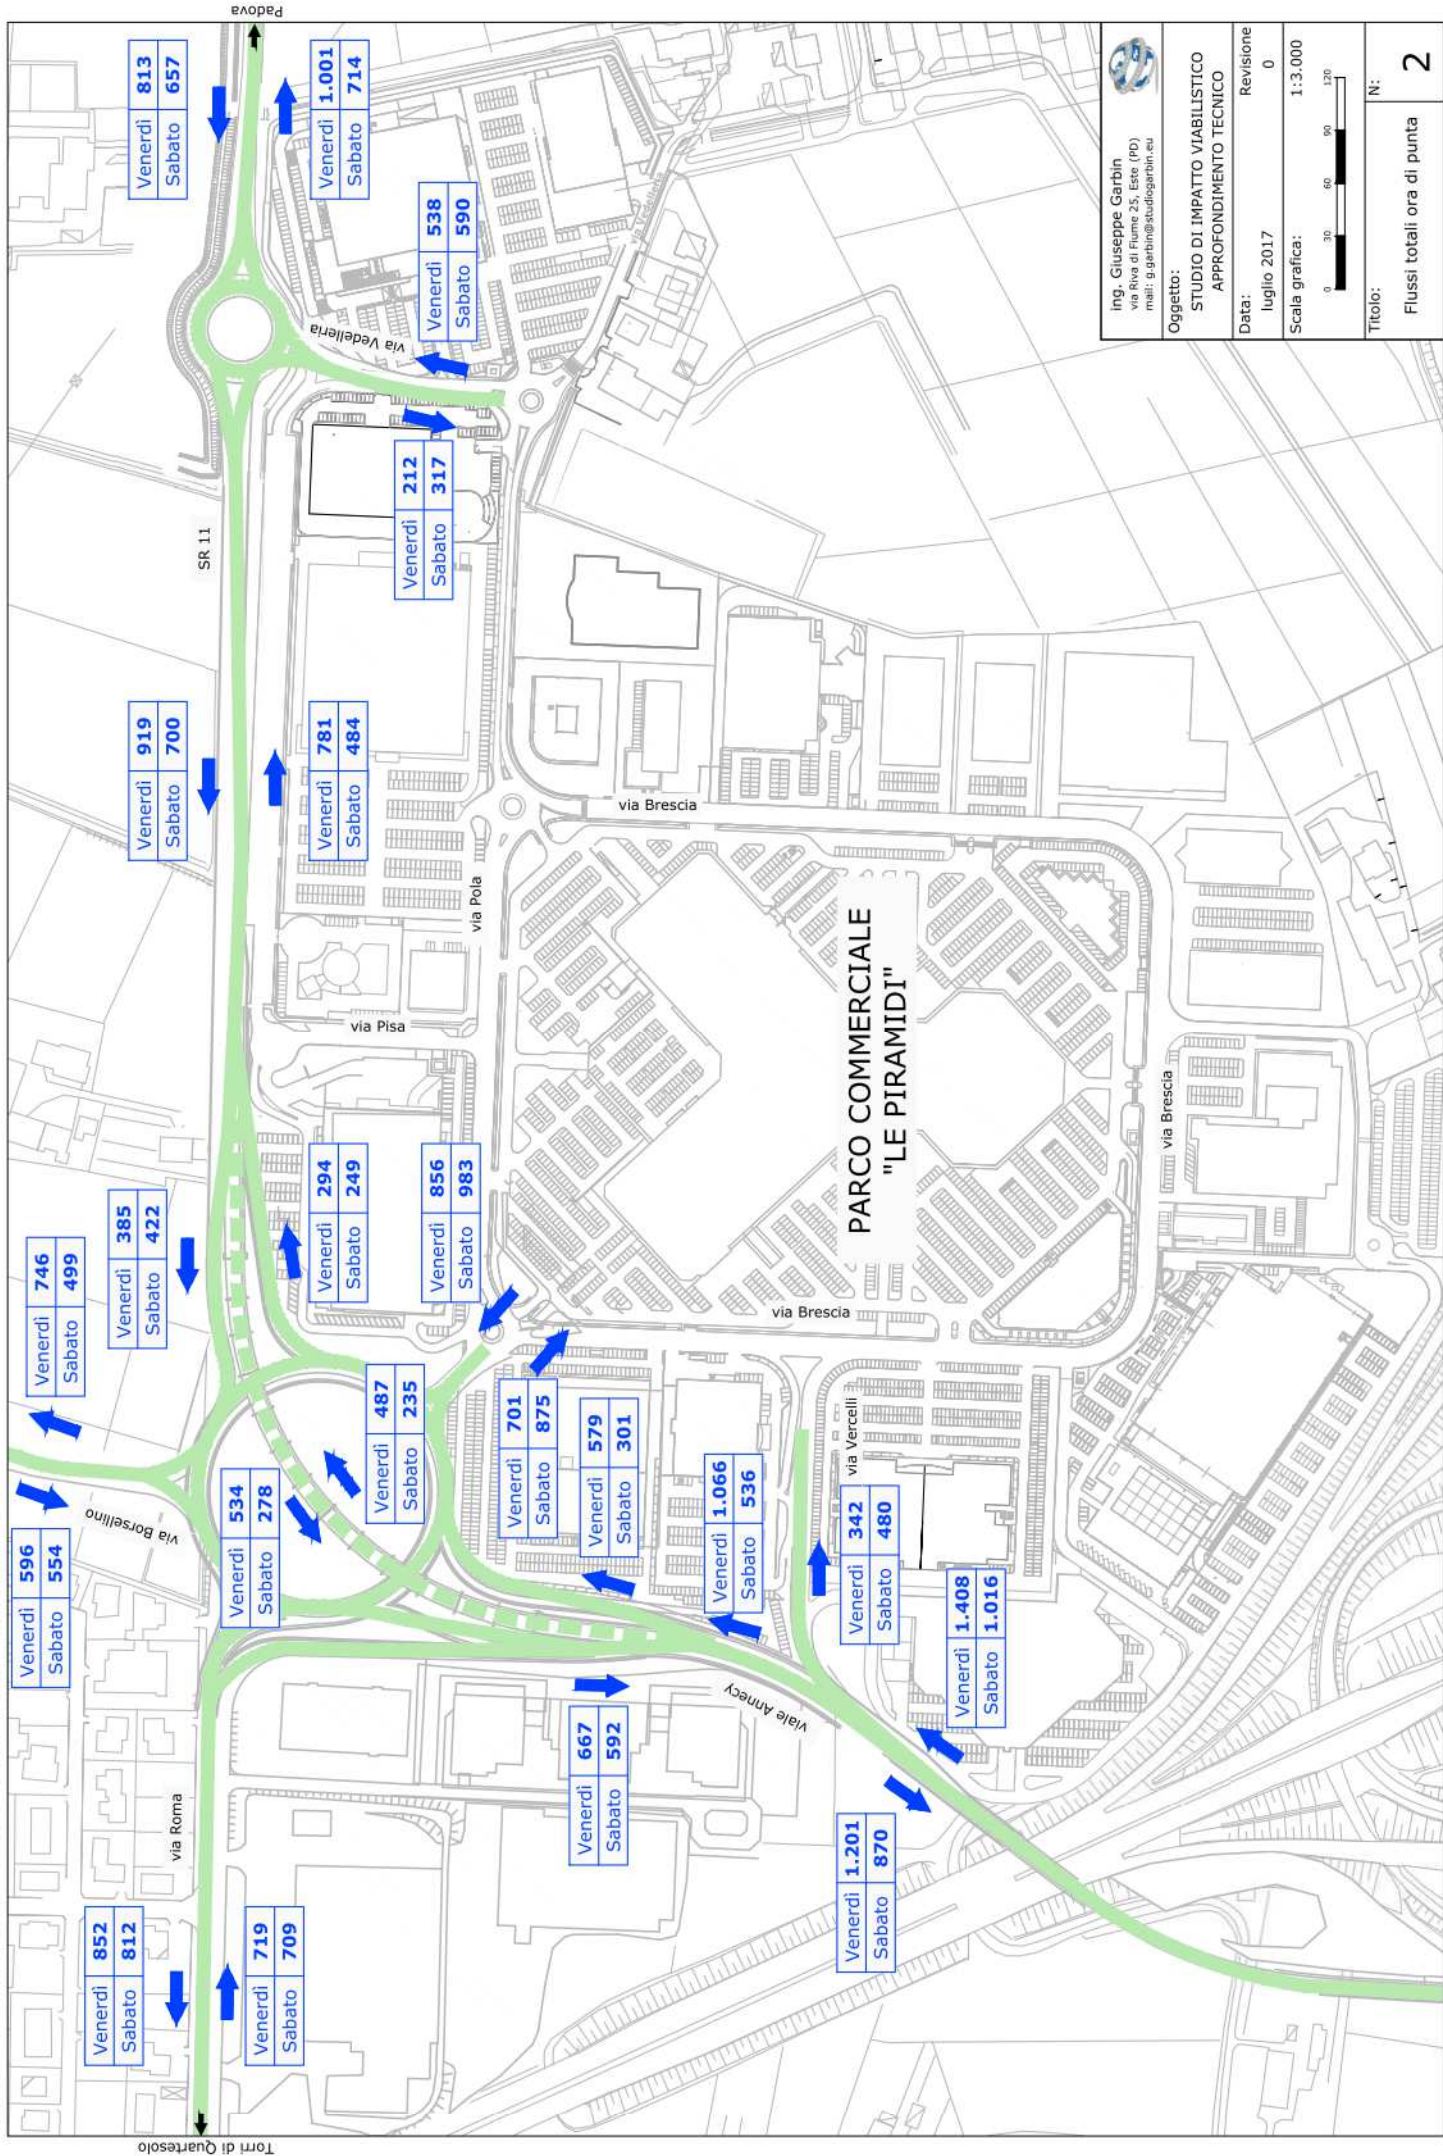 Torri di Quartesolo
Padova
Venerdì 596
Sabato 554
Venerdì 746
Sabato 499
Venerdì 852
Sabato 812
Venerdì 385
Sabato 422
Venerdì 919
Sabato 700
Venerdì 813
Sabato 657
via Borsellino
via Roma
SR 11
Venerdì 719
Sabato 709
Venerdì 534
Sabato 278
Venerdì 294
Sabato 249
Venerdì 781
Sabato 484
Venerdì 1.001
Sabato 714
via Vedelleria
Venerdì 487
Sabato 235
via Pisa
Venerdì 212
Sabato 317
Venerdì 538
Sabato 590
Venerdì 856
Sabato 983
via Pola
Venerdì 701
Sabato 875
Venerdì 667
Sabato 592
Venerdì 579
Sabato 301
via Brescia
via Vedelleria
Venerdì 1.066
Sabato 536
viale Annecy
via Brescia
Venerdì 1.201
Sabato 870
Venerdì 342
Sabato 480
via Vercelli
PARCO COMMERCIALE
"LE PIRAMIDI"
Venerdì 1.408
Sabato 1.016
via Brescia
ing. Giuseppe Garbin
via Riva di Fiume 25, Este (PD)
mail: g.garbin@studiogarbin.eu
Oggetto:
STUDIO DI IMPATTO VIABILISTICO
APPROFONDIMENTO TECNICO
Data: Revisione
luglio 2017 0
Scala grafica: 1:3.000
0 30 60 90 120
Titolo: N:
Flussi totali ora di punta 2